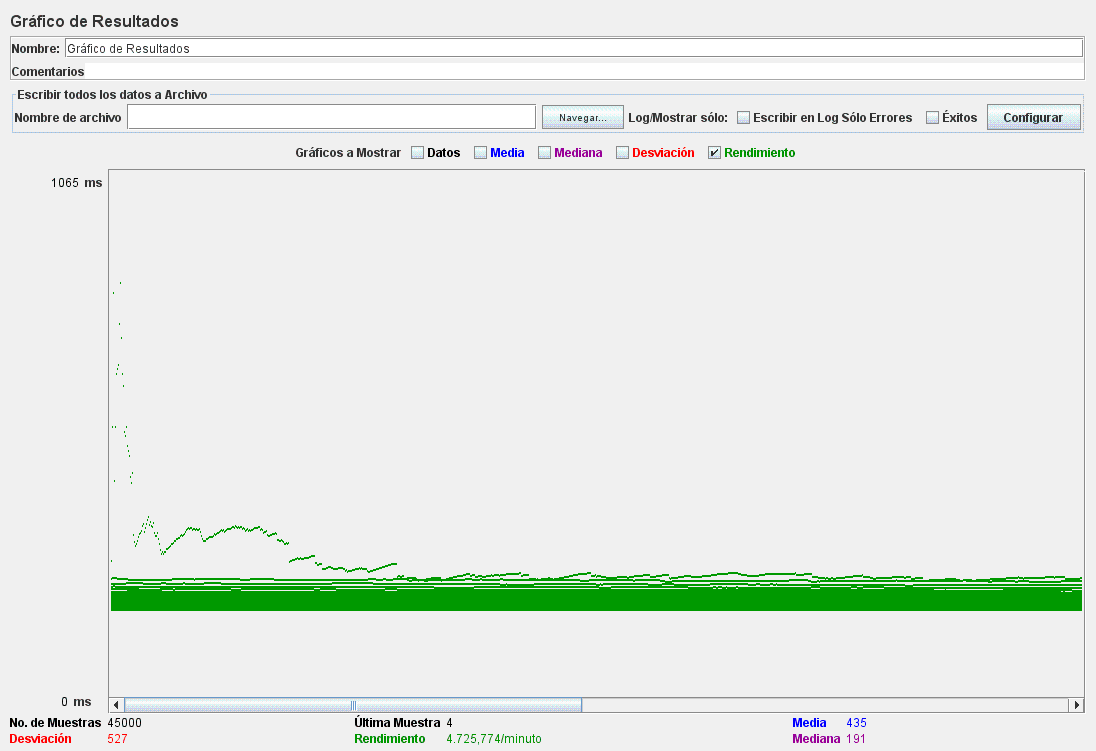 Gráfico de Resultados
Nombre: Gráfico de Resultados
Comentarios
Escribir todos los datos a Archivo
Nombre de archivo Navegar... Log/Mostrar sólo: Escribir en Log Sólo Errores Éxitos Configurar
Gráficos a Mostrar Datos Media Mediana Desviación Rendimiento
1065 ms
0 ms
No. de Muestras 45000 Última Muestra 4 Media 435
Desviación 527 Rendimiento 4.725,774/minuto Mediana 191